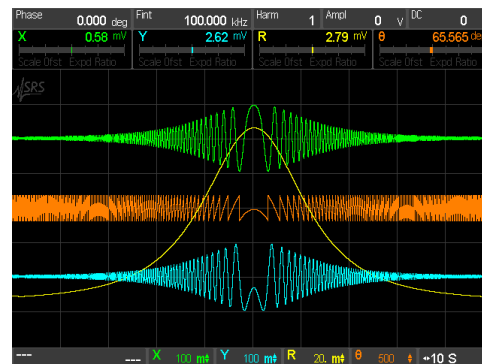 Phase 0.000 deg Fint 100.000 kHz Harm 1 Ampl 0 V DC 0
X 0.58 mV Y 2.62 mV R 2.79 mV θ 65.565 de
Scale Ofst Expd Ratio Scale Ofst Expd Ratio Scale Ofst Expd Ratio Scale Ofst Expd Ratio
SRS
--- --- X 100 m Y 100 m R 20. m θ 500 10 S